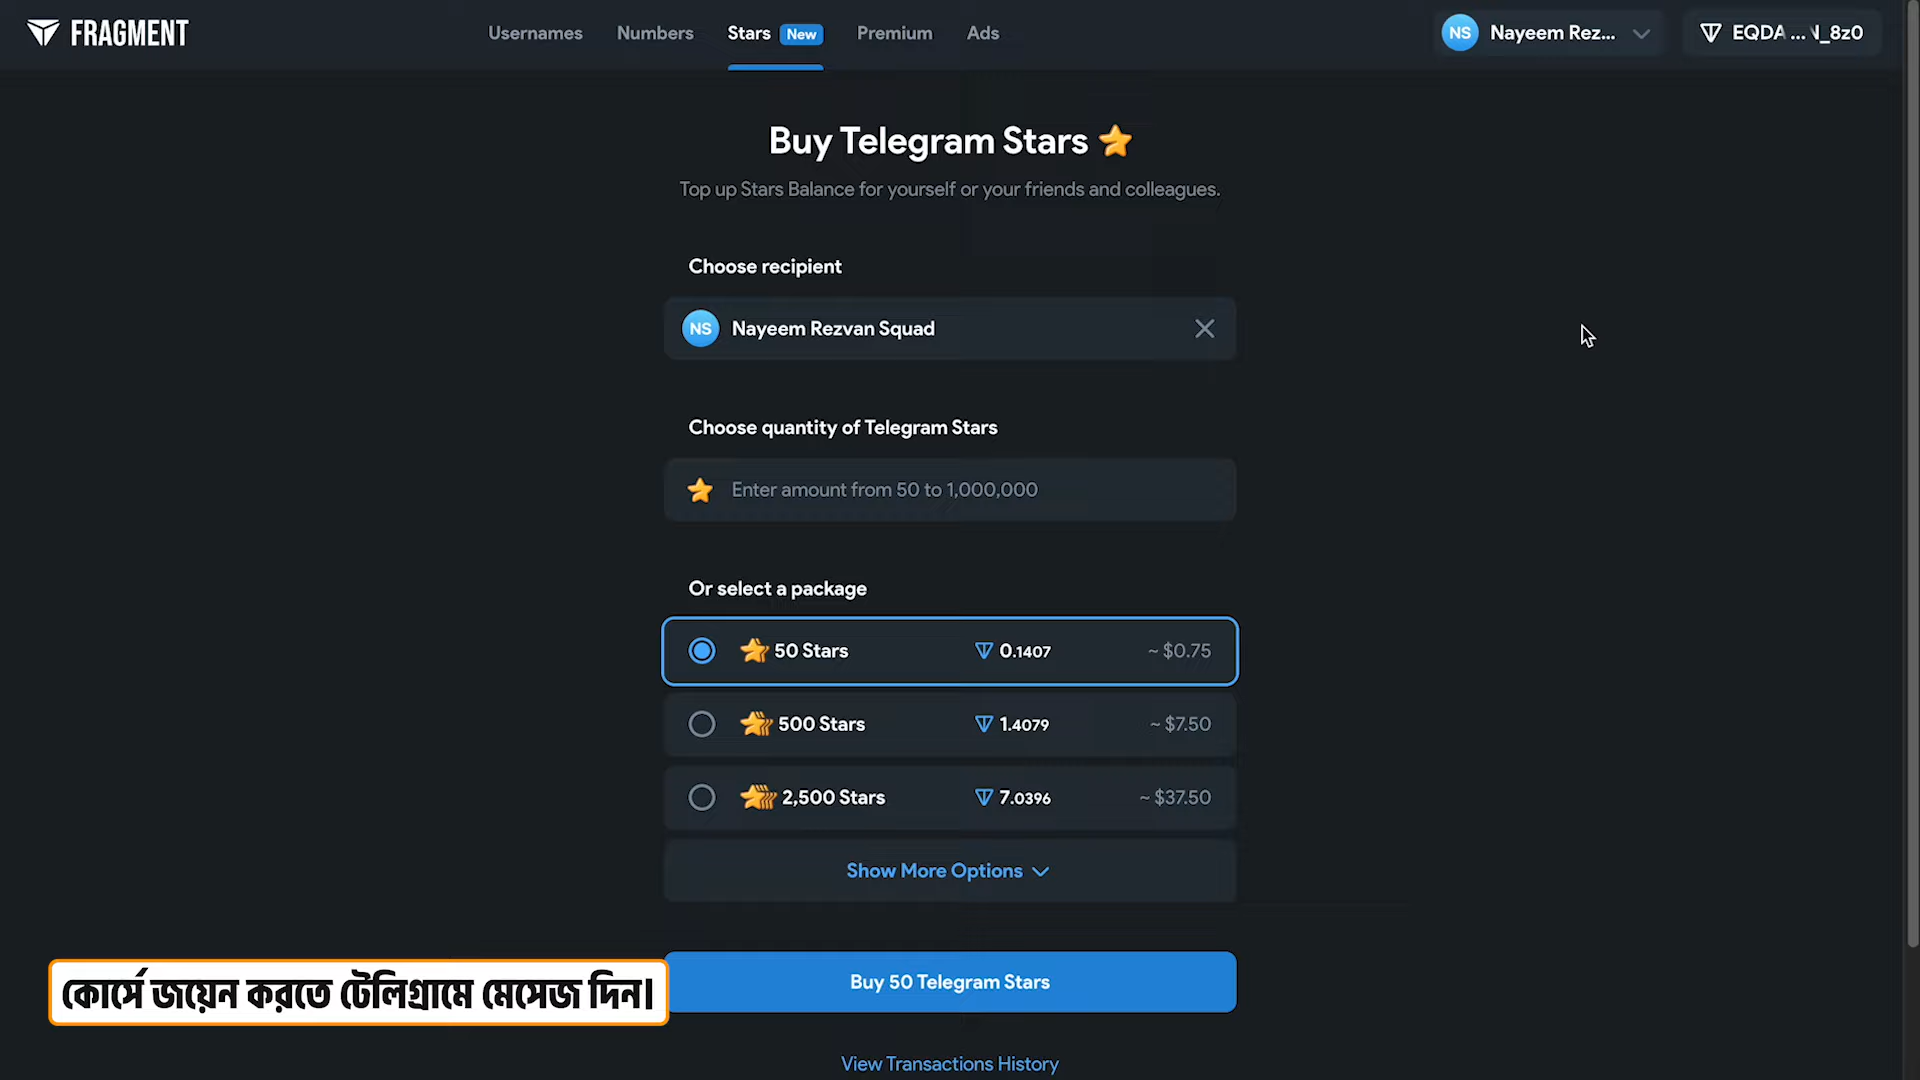 FRAGMENT
Usernames
Numbers
Stars New
Premium
Ads
NS Nayeem Rez...
EQDA ... N_8z0
Buy Telegram Stars
Top up Stars Balance for yourself or your friends and colleagues.
Choose recipient
NS Nayeem Rezvan Squad
Choose quantity of Telegram Stars
Enter amount from 50 to 1,000,000
Or select a package
50 Stars 0.1407 ~ $0.75
500 Stars 1.4079 ~ $7.50
2,500 Stars 7.0396 ~ $37.50
Show More Options
Buy 50 Telegram Stars
কোর্সে জয়েন করতে টেলিগ্রামে মেসেজ দিন।
View Transactions History